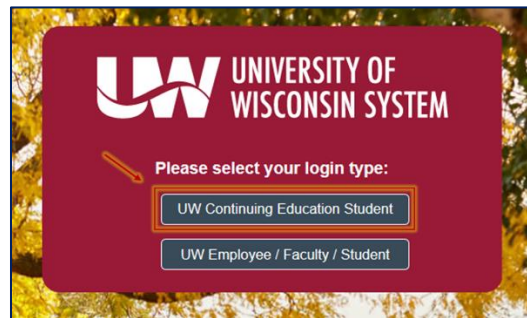 UW UNIVERSITY OF
WISCONSIN SYSTEM
Please select your login type:
UW Continuing Education Student
UW Employee / Faculty / Student